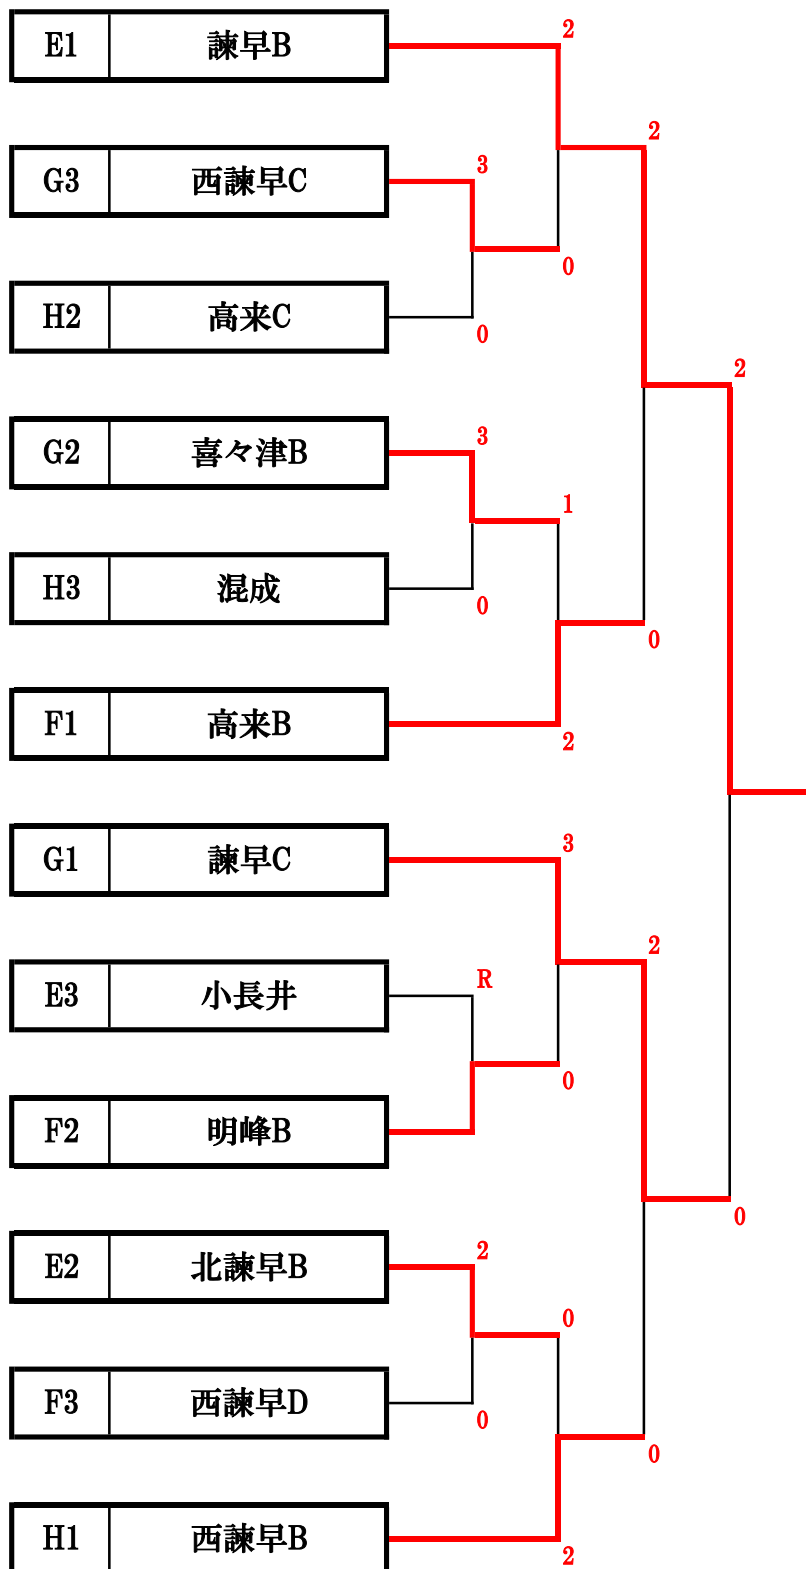 2
E1 諫早B
2
3
G3 西諫早C
0
H2 高来C
0
2
3
G2 喜々津B
1
H3 混成
0
0
F1 高来B
2
3
G1 諫早C
2
R
E3 小長井
0
F2 明峰B
0
2
E2 北諫早B
0
F3 西諫早D
0
0
H1 西諫早B
2